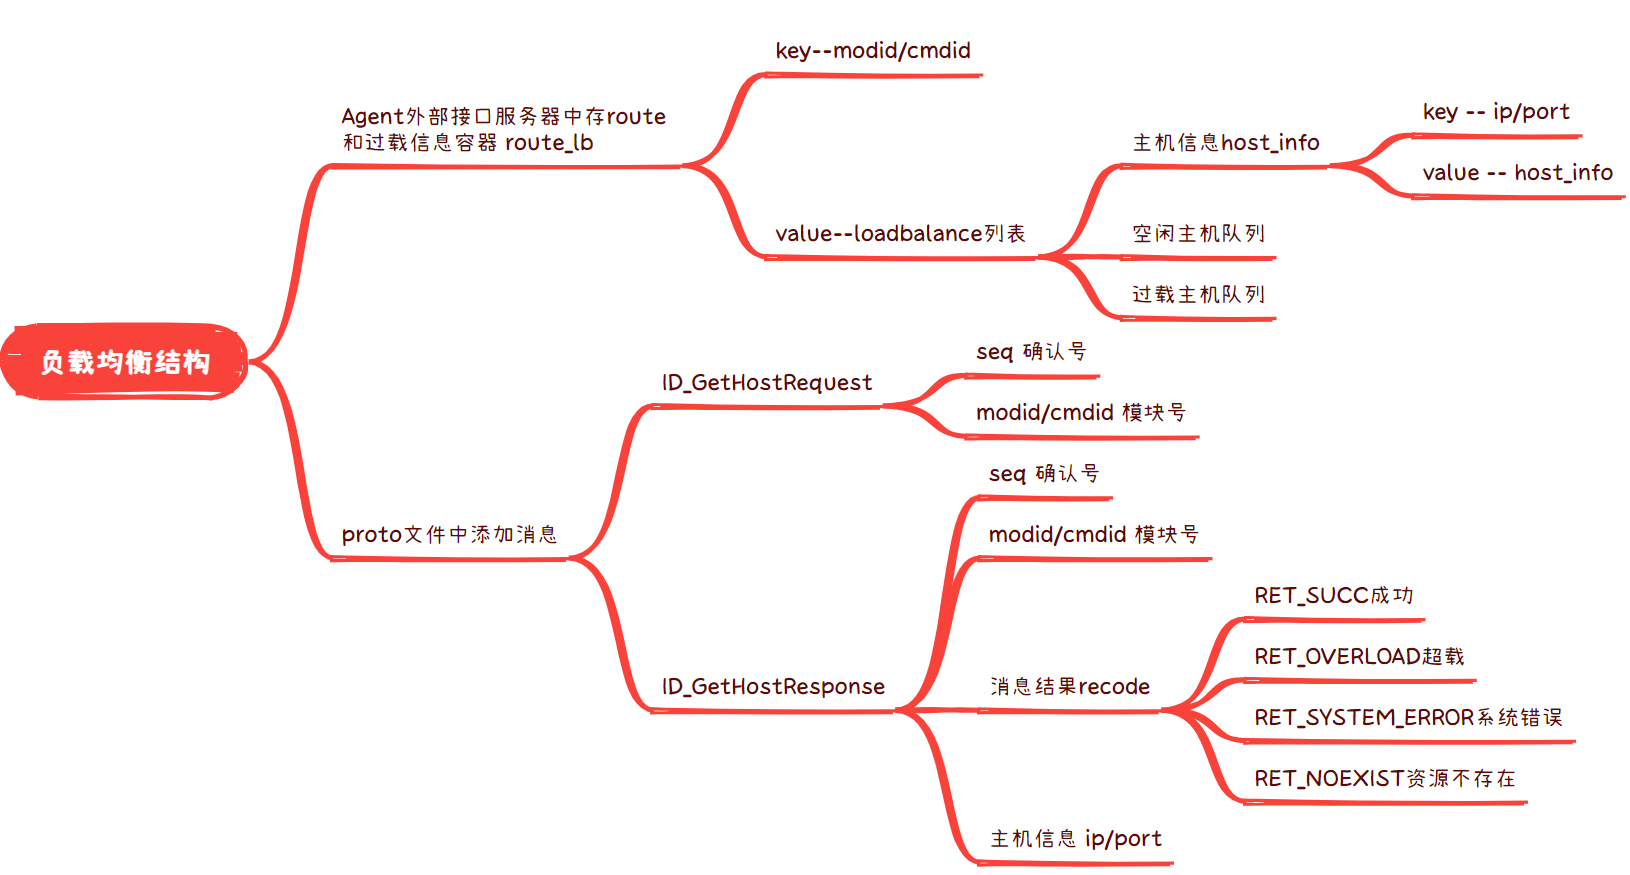 负载均衡结构
Agent外部接口服务器中存route
和过载信息容器 route_lb
key--modid/cmdid
value--loadbalance列表
主机信息host_info
key -- ip/port
value -- host_info
空闲主机队列
过载主机队列
proto文件中添加消息
ID_GetHostRequest
seq 确认号
modid/cmdid 模块号
ID_GetHostResponse
seq 确认号
modid/cmdid 模块号
消息结果recode
RET_SUCC成功
RET_OVERLOAD超载
RET_SYSTEM_ERROR系统错误
RET_NOEXIST资源不存在
主机信息 ip/port